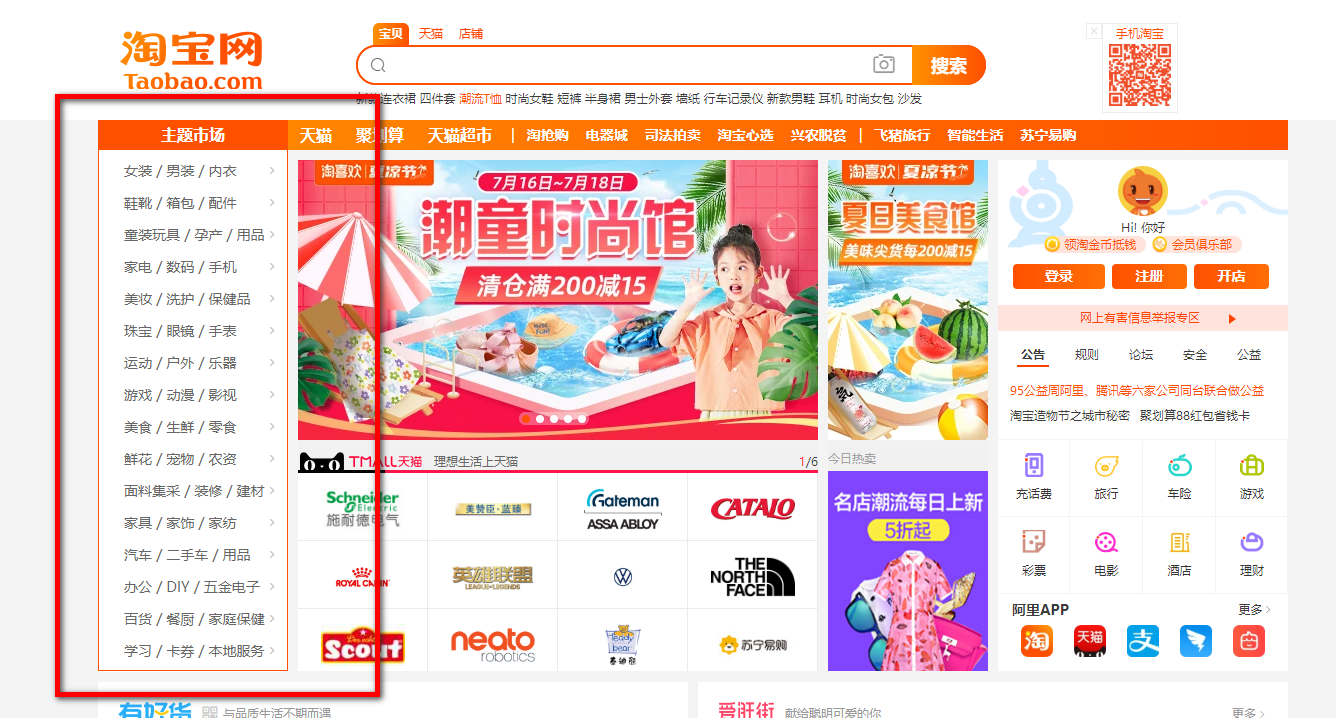 淘宝网
Taobao.com
宝贝 天猫 店铺
搜索
手机淘宝
新款连衣裙 四件套 潮流T恤 时尚女鞋 短裤 半身裙 男士外套 墙纸 行车记录仪 新款男鞋 耳机 时尚女包 沙发
主题市场 天猫 聚划算 天猫超市 | 淘抢购 电器城 司法拍卖 淘宝心选 兴农脱贫 | 飞猪旅行 智能生活 苏宁易购
女装 / 男装 / 内衣
鞋靴 / 箱包 / 配件
童装玩具 / 孕产 / 用品
家电 / 数码 / 手机
美妆 / 洗护 / 保健品
珠宝 / 眼镜 / 手表
运动 / 户外 / 乐器
游戏 / 动漫 / 影视
美食 / 生鲜 / 零食
鲜花 / 宠物 / 农资
面料集采 / 装修 / 建材
家具 / 家饰 / 家纺
汽车 / 二手车 / 用品
办公 / DIY / 五金电子
百货 / 餐厨 / 家庭保健
学习 / 卡券 / 本地服务
淘喜欢 | 夏凉节
7月16日~7月18日
潮童时尚馆
清仓满200减15
淘喜欢 | 夏凉节
夏日美食馆
美味尖货每200减15
TMALL天猫 理想生活上天猫 1/6
Schneider Electric
施耐德电气
美赞臣·蓝臻
Gateman
ASSA ABLOY
CATALO
ROYAL CANIN
英雄联盟
LEAGUE OF LEGENDS
THE NORTH FACE
Der echte
Scout
neato
robotics
Teddy bear
泰迪熊
苏宁易购
今日热卖
名店潮流每日上新
5折起
Hi! 你好
领淘金币抵钱 会员俱乐部
登录 注册 开店
网上有害信息举报专区
公告 规则 论坛 安全 公益
95公益周阿里、腾讯等六家公司同台联合做公益
淘宝造物节之城市秘密 聚划算88红包省钱卡
充话费 旅行 车险 游戏
彩票 电影 酒店 理财
阿里APP 更多
淘 天猫 支
有好货 与品质生活不期而遇
爱逛街 献给聪明可爱的你 更多